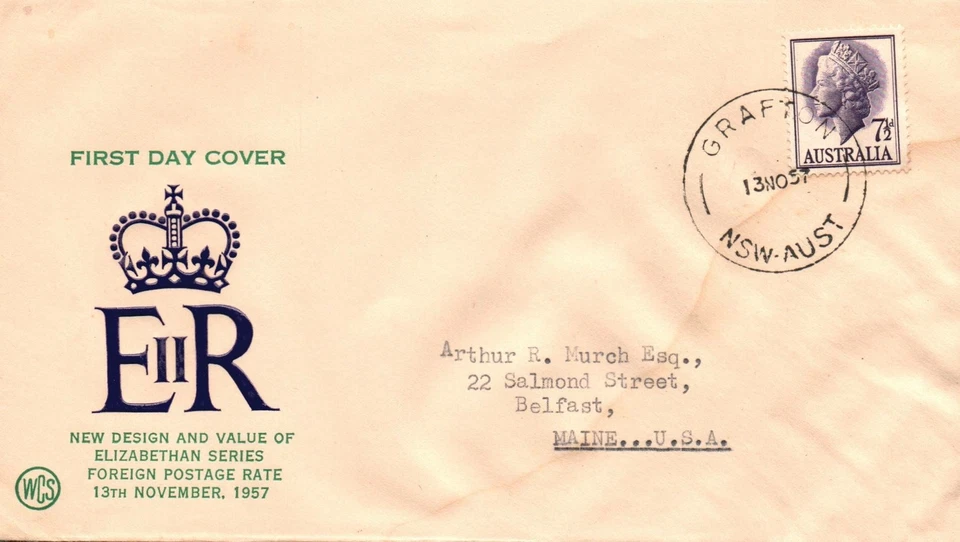 FIRST DAY COVER
EIIR
NEW DESIGN AND VALUE OF
ELIZABETHAN SERIES
FOREIGN POSTAGE RATE
13TH NOVEMBER, 1957
WCS
7½d
AUSTRALIA
GRAFTON
13NO57
NSW-AUST
Arthur R. Murch Esq.,
22 Salmond Street,
Belfast,
MAINE...U.S.A.